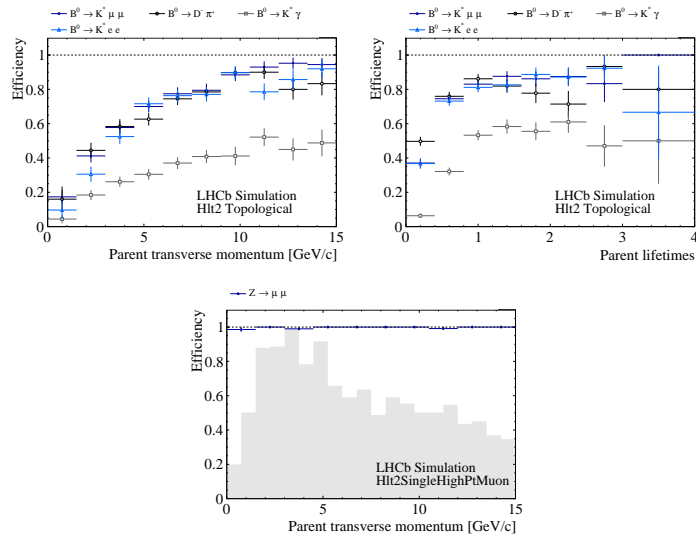 B⁰ → K* μ μ   B⁰ → D⁻ π⁺   B⁰ → K* γ
B⁰ → K* e e
Efficiency
1
0.8
0.6
0.4
0.2
0
LHCb Simulation
Hlt2 Topological
0 5 10 15
Parent transverse momentum [GeV/c]
B⁰ → K* μ μ   B⁰ → D⁻ π⁺   B⁰ → K* γ
B⁰ → K* e e
Efficiency
1
0.8
0.6
0.4
0.2
0
LHCb Simulation
Hlt2 Topological
0 1 2 3 4
Parent lifetimes
Z → μ μ
Efficiency
1
0.8
0.6
0.4
0.2
0
LHCb Simulation
Hlt2SingleHighPtMuon
0 5 10 15
Parent transverse momentum [GeV/c]